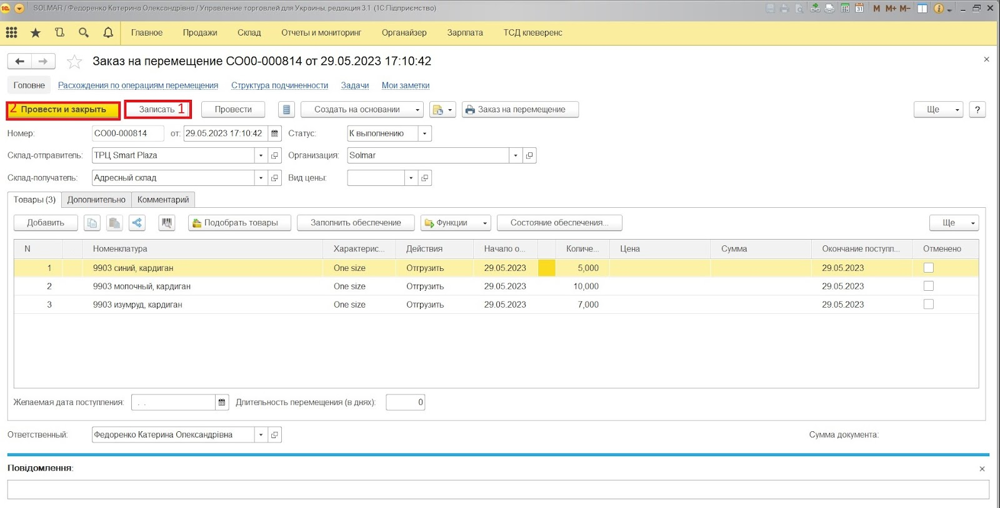 SOLMAR / Федоренко Катерина Олександрівна / Управление торговлей для Украины, редакция 3.1 (1С:Підприємство)
M M+ M−
Главное Продажи Склад Отчеты и мониторинг Органайзер Зарплата ТСД клеверенс
Заказ на перемещение СО00-000814 от 29.05.2023 17:10:42
Головне Расхождения по операциям перемещения Структура подчиненности Задачи Мои заметки
2 Провести и закрыть Записать 1 Провести Создать на основании Заказ на перемещение Ще ?
Номер: СО00-000814 от: 29.05.2023 17:10:42 Статус: К выполнению
Склад-отправитель: ТРЦ Smart Plaza Организация: Solmar
Склад-получатель: Адресный склад Вид цены:
Товары (3) Дополнительно Комментарий
Добавить Подобрать товары Заполнить обеспечение Функции Состояние обеспечения... Ще
N Номенклатура Характерис... Действия Начало о... Количе... Цена Сумма Окончание поступл... Отменено
1 9903 синий, кардиган One size Отгрузить 29.05.2023 5,000 29.05.2023
2 9903 молочный, кардиган One size Отгрузить 29.05.2023 10,000 29.05.2023
3 9903 изумруд, кардиган One size Отгрузить 29.05.2023 7,000 29.05.2023
Желаемая дата поступления: . . Длительность перемещения (в днях): 0
Ответственный: Федоренко Катерина Олександрівна Сумма документа:
Повідомлення: